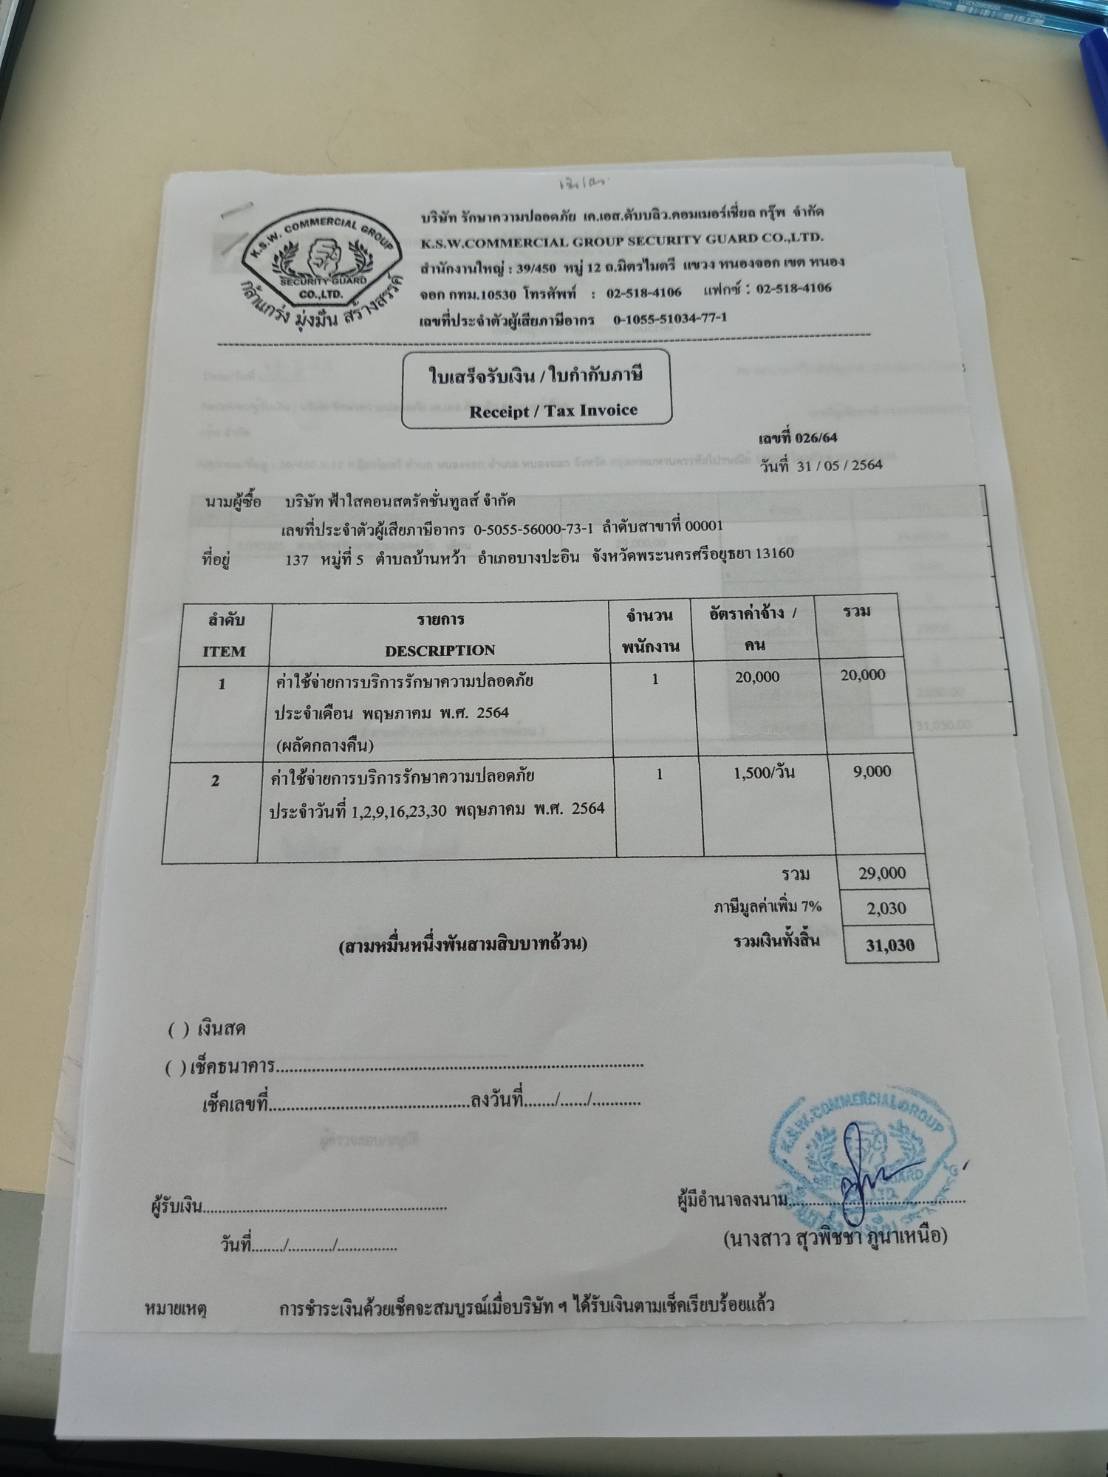 K.S.W. COMMERCIAL GROUP
SECURITY GUARD
CO.,LTD.
กล้าแกร่ง มุ่งมั่น สร้างสรรค์
บริษัท รักษาความปลอดภัย เค.เอส.ดับบลิว.คอมเมอร์เชี่ยล กรุ๊พ จำกัด
K.S.W.COMMERCIAL GROUP SECURITY GUARD CO.,LTD.
สำนักงานใหญ่ : 39/450 หมู่ 12 ถ.มิตรไมตรี แขวง หนองจอก เขต หนอง
จอก กทม.10530 โทรศัพท์ : 02-518-4106 แฟกซ์ : 02-518-4106
เลขที่ประจำตัวผู้เสียภาษีอากร 0-1055-51034-77-1
ใบเสร็จรับเงิน / ใบกำกับภาษี
Receipt / Tax Invoice
เลขที่ 026/64
วันที่ 31 / 05 / 2564
นามผู้ซื้อ บริษัท ฟ้าใสคอนสตรัคชั่นทูลส์ จำกัด
เลขที่ประจำตัวผู้เสียภาษีอากร 0-5055-56000-73-1 ลำดับสาขาที่ 00001
ที่อยู่ 137 หมู่ที่ 5 ตำบลบ้านหว้า อำเภอบางปะอิน จังหวัดพระนครศรีอยุธยา 13160
ลำดับ รายการ จำนวน อัตราค่าจ้าง / รวม
ITEM DESCRIPTION พนักงาน คน
1 ค่าใช้จ่ายการบริการรักษาความปลอดภัย 1 20,000 20,000
ประจำเดือน พฤษภาคม พ.ศ. 2564
(ผลัดกลางคืน)
2 ค่าใช้จ่ายการบริการรักษาความปลอดภัย 1 1,500/วัน 9,000
ประจำวันที่ 1,2,9,16,23,30 พฤษภาคม พ.ศ. 2564
รวม 29,000
ภาษีมูลค่าเพิ่ม 7% 2,030
(สามหมื่นหนึ่งพันสามสิบบาทถ้วน) รวมเงินทั้งสิ้น 31,030
( ) เงินสด
( ) เช็คธนาคาร................................................................................
เช็คเลขที่...........................................ลงวันที่......./....../...........
ผู้รับเงิน..................................................... ผู้มีอำนาจลงนาม......................................
วันที่......./.........../............. (นางสาว สุวพิชชา ภูนาเหนือ)
หมายเหตุ การชำระเงินด้วยเช็คจะสมบูรณ์เมื่อบริษัท ฯ ได้รับเงินตามเช็คเรียบร้อยแล้ว